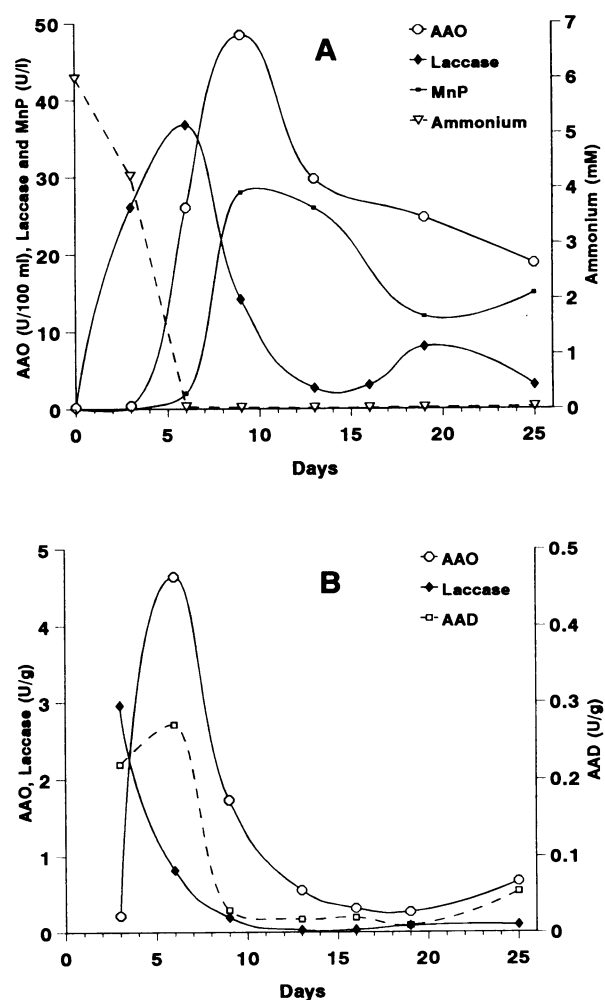 A
AAO
Laccase
MnP
Ammonium
AAO (U/100 ml), Laccase and MnP (U/l)
50
40
30
20
10
0
Ammonium (mM)
7
6
5
4
3
2
1
0
0 5 10 15 20 25
Days
B
AAO
Laccase
AAD
AAO, Laccase (U/g)
5
4
3
2
1
0
AAD (U/g)
0.5
0.4
0.3
0.2
0.1
0
0 5 10 15 20 25
Days